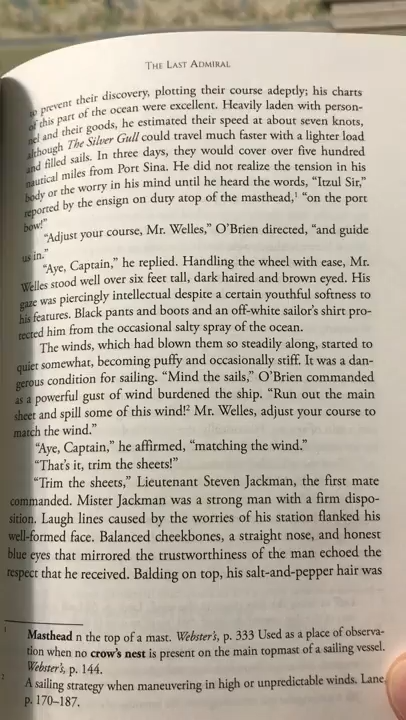 THE LAST ADMIRAL
to prevent their discovery, plotting their course adeptly; his charts
of this part of the ocean were excellent. Heavily laden with person-
nel and their goods, he estimated their speed at about seven knots,
although The Silver Gull could travel much faster with a lighter load
and filled sails. In three days, they would cover over five hundred
nautical miles from Port Sina. He did not realize the tension in his
body or the worry in his mind until he heard the words, “Itzul Sir,”
reported by the ensign on duty atop of the masthead,¹ “on the port
bow!”
“Adjust your course, Mr. Welles,” O’Brien directed, “and guide
us in.”
“Aye, Captain,” he replied. Handling the wheel with ease, Mr.
Welles stood well over six feet tall, dark haired and brown eyed. His
gaze was piercingly intellectual despite a certain youthful softness to
his features. Black pants and boots and an off-white sailor’s shirt pro-
tected him from the occasional salty spray of the ocean.
The winds, which had blown them so steadily along, started to
quiet somewhat, becoming puffy and occasionally stiff. It was a dan-
gerous condition for sailing. “Mind the sails,” O’Brien commanded
as a powerful gust of wind burdened the ship. “Run out the main
sheet and spill some of this wind!² Mr. Welles, adjust your course to
match the wind.”
“Aye, Captain,” he affirmed, “matching the wind.”
“That’s it, trim the sheets!”
“Trim the sheets,” Lieutenant Steven Jackman, the first mate
commanded. Mister Jackman was a strong man with a firm dispo-
sition. Laugh lines caused by the worries of his station flanked his
well-formed face. Balanced cheekbones, a straight nose, and honest
blue eyes that mirrored the trustworthiness of the man echoed the
respect that he received. Balding on top, his salt-and-pepper hair was
1 Masthead n the top of a mast. Webster’s, p. 333 Used as a place of observa-
tion when no crow’s nest is present on the main topmast of a sailing vessel.
Webster’s, p. 144.
2 A sailing strategy when maneuvering in high or unpredictable winds. Lane,
p. 170–187.